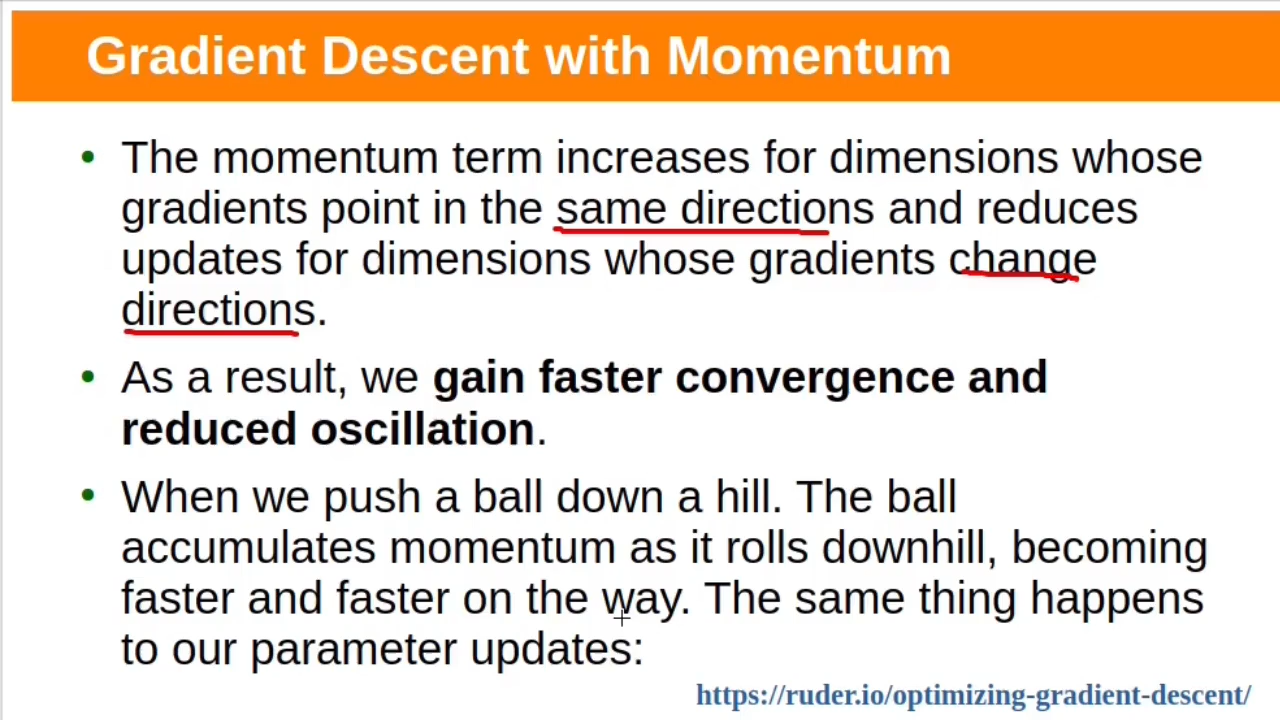 Gradient Descent with Momentum
• The momentum term increases for dimensions whose
gradients point in the same directions and reduces
updates for dimensions whose gradients change
directions.
• As a result, we gain faster convergence and
reduced oscillation.
• When we push a ball down a hill. The ball
accumulates momentum as it rolls downhill, becoming
faster and faster on the way. The same thing happens
to our parameter updates:
https://ruder.io/optimizing-gradient-descent/